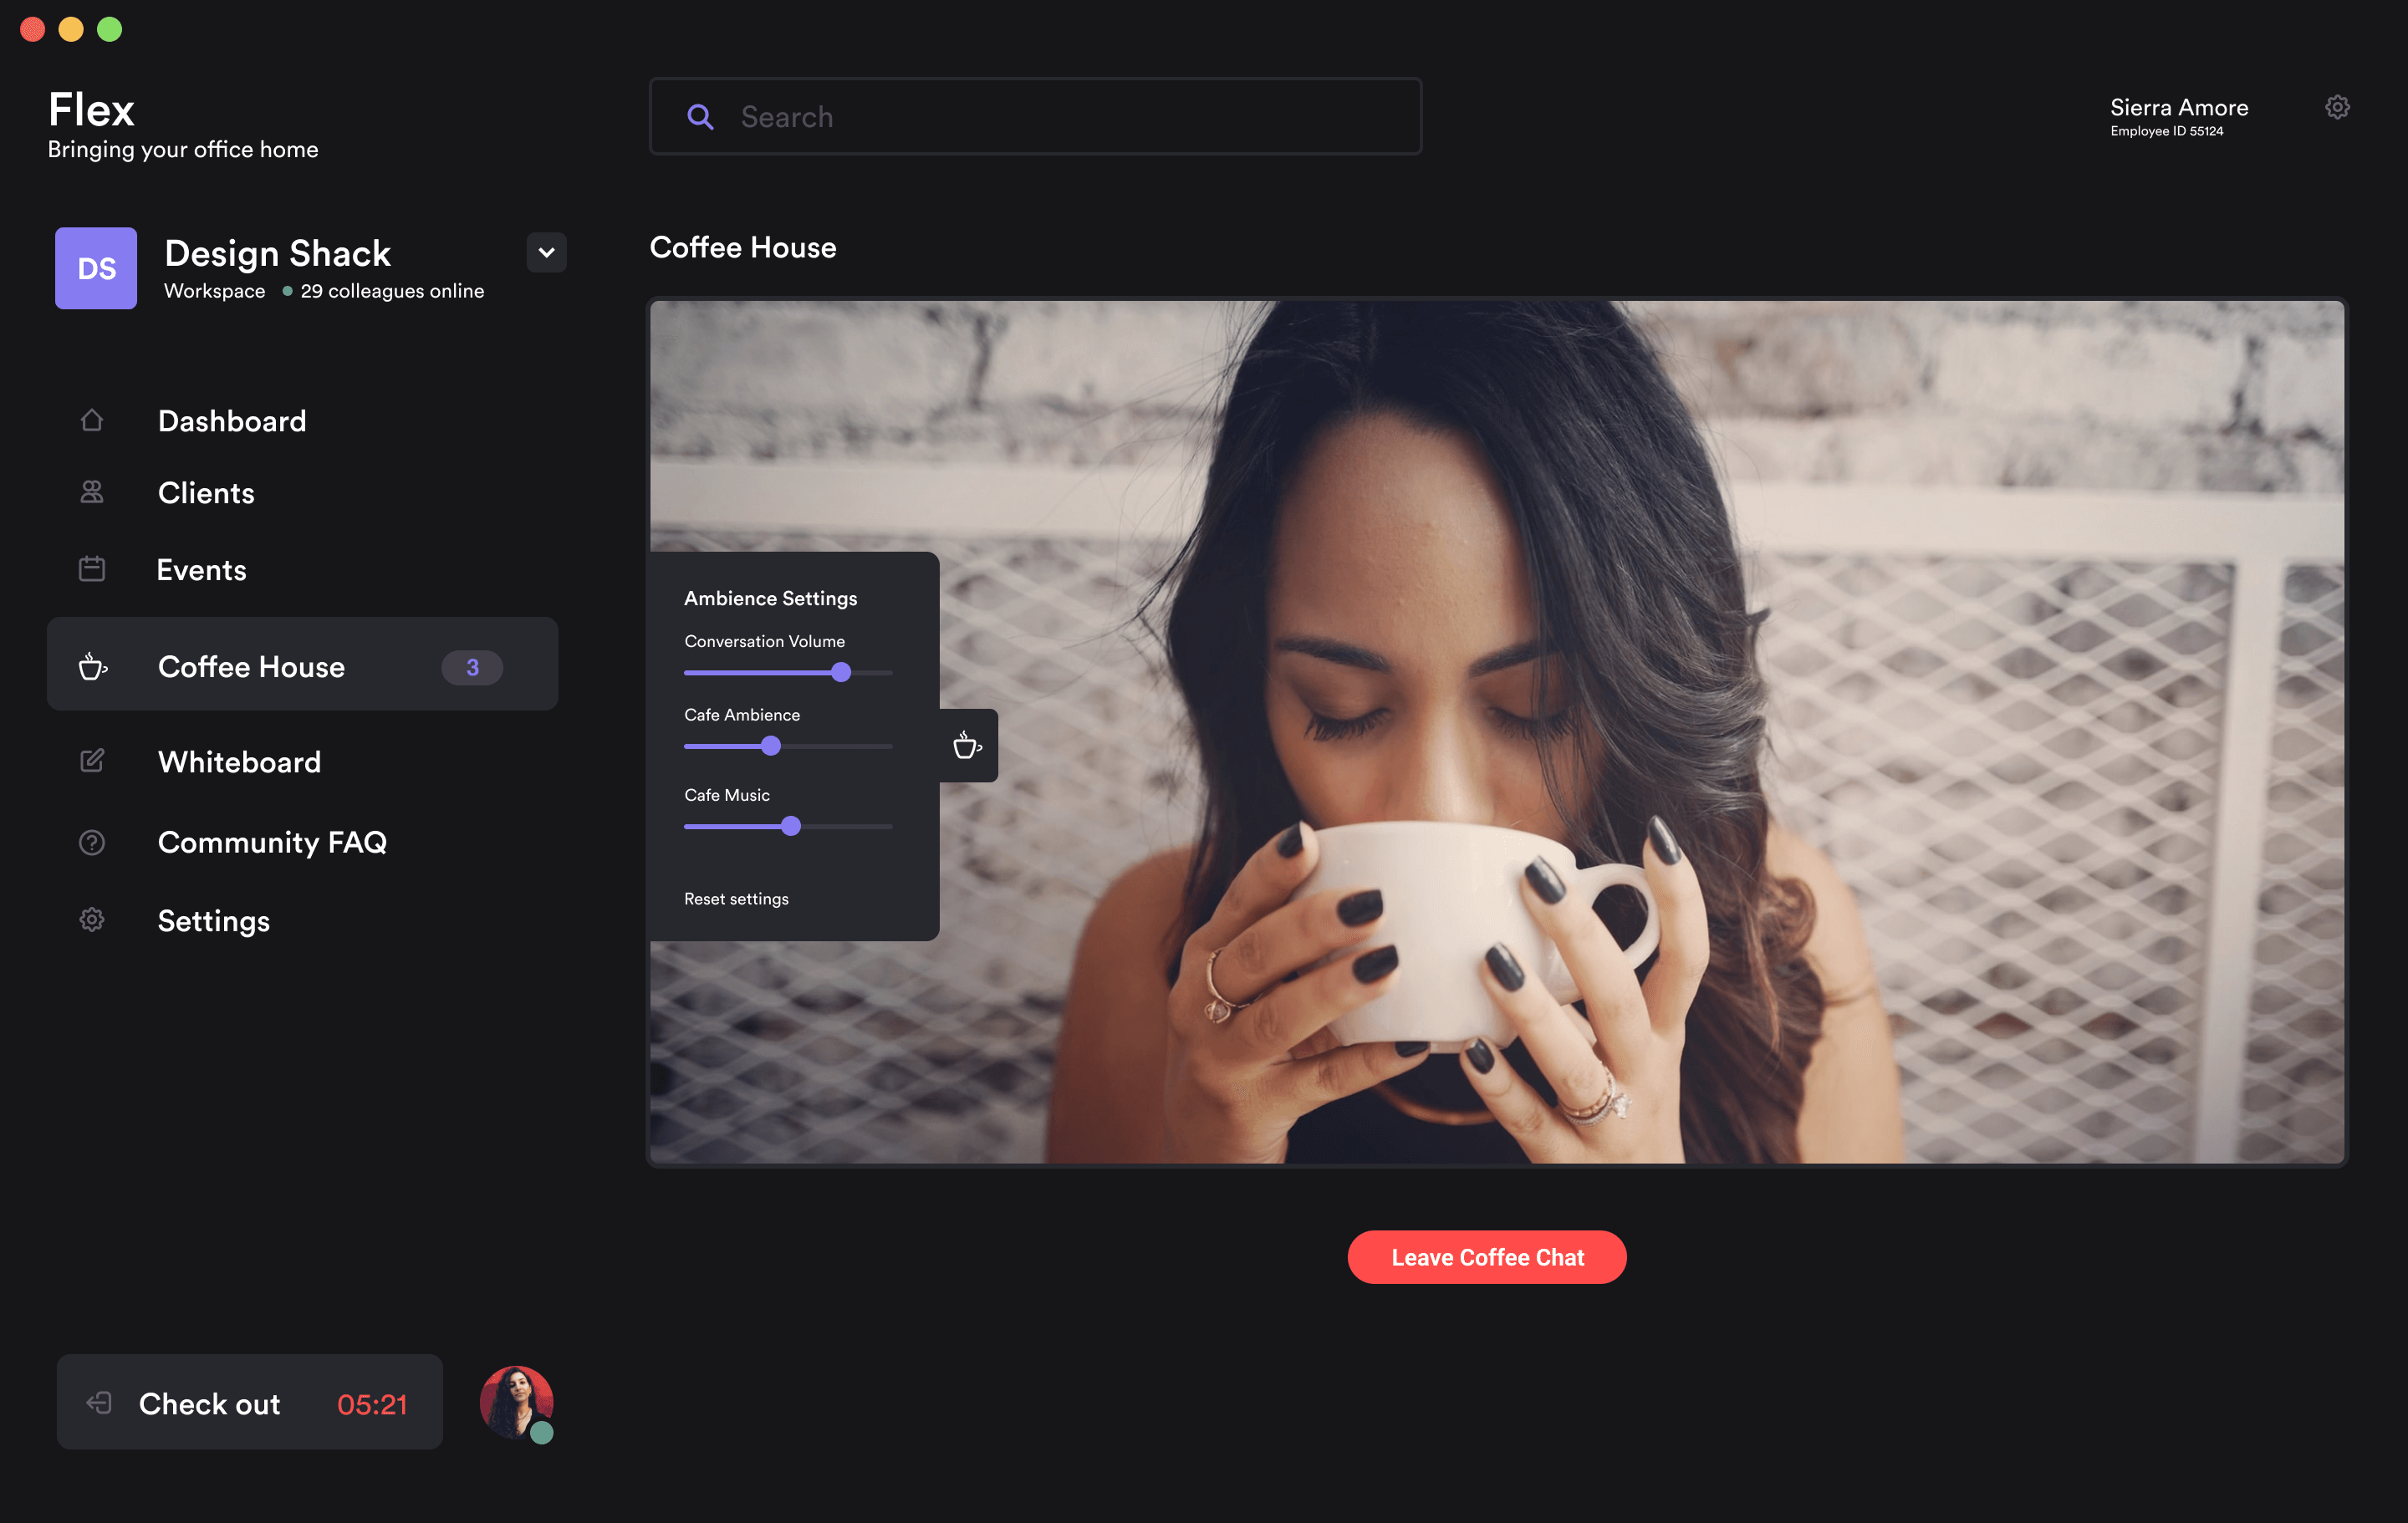 Flex
Bringing your office home
Search
Sierra Amore
Employee ID 55124
DS
Design Shack
Workspace
29 colleagues online
Dashboard
Clients
Events
Coffee House
3
Whiteboard
Community FAQ
Settings
Check out
05:21
Coffee House
Ambience Settings
Conversation Volume
Cafe Ambience
Cafe Music
Reset settings
Leave Coffee Chat